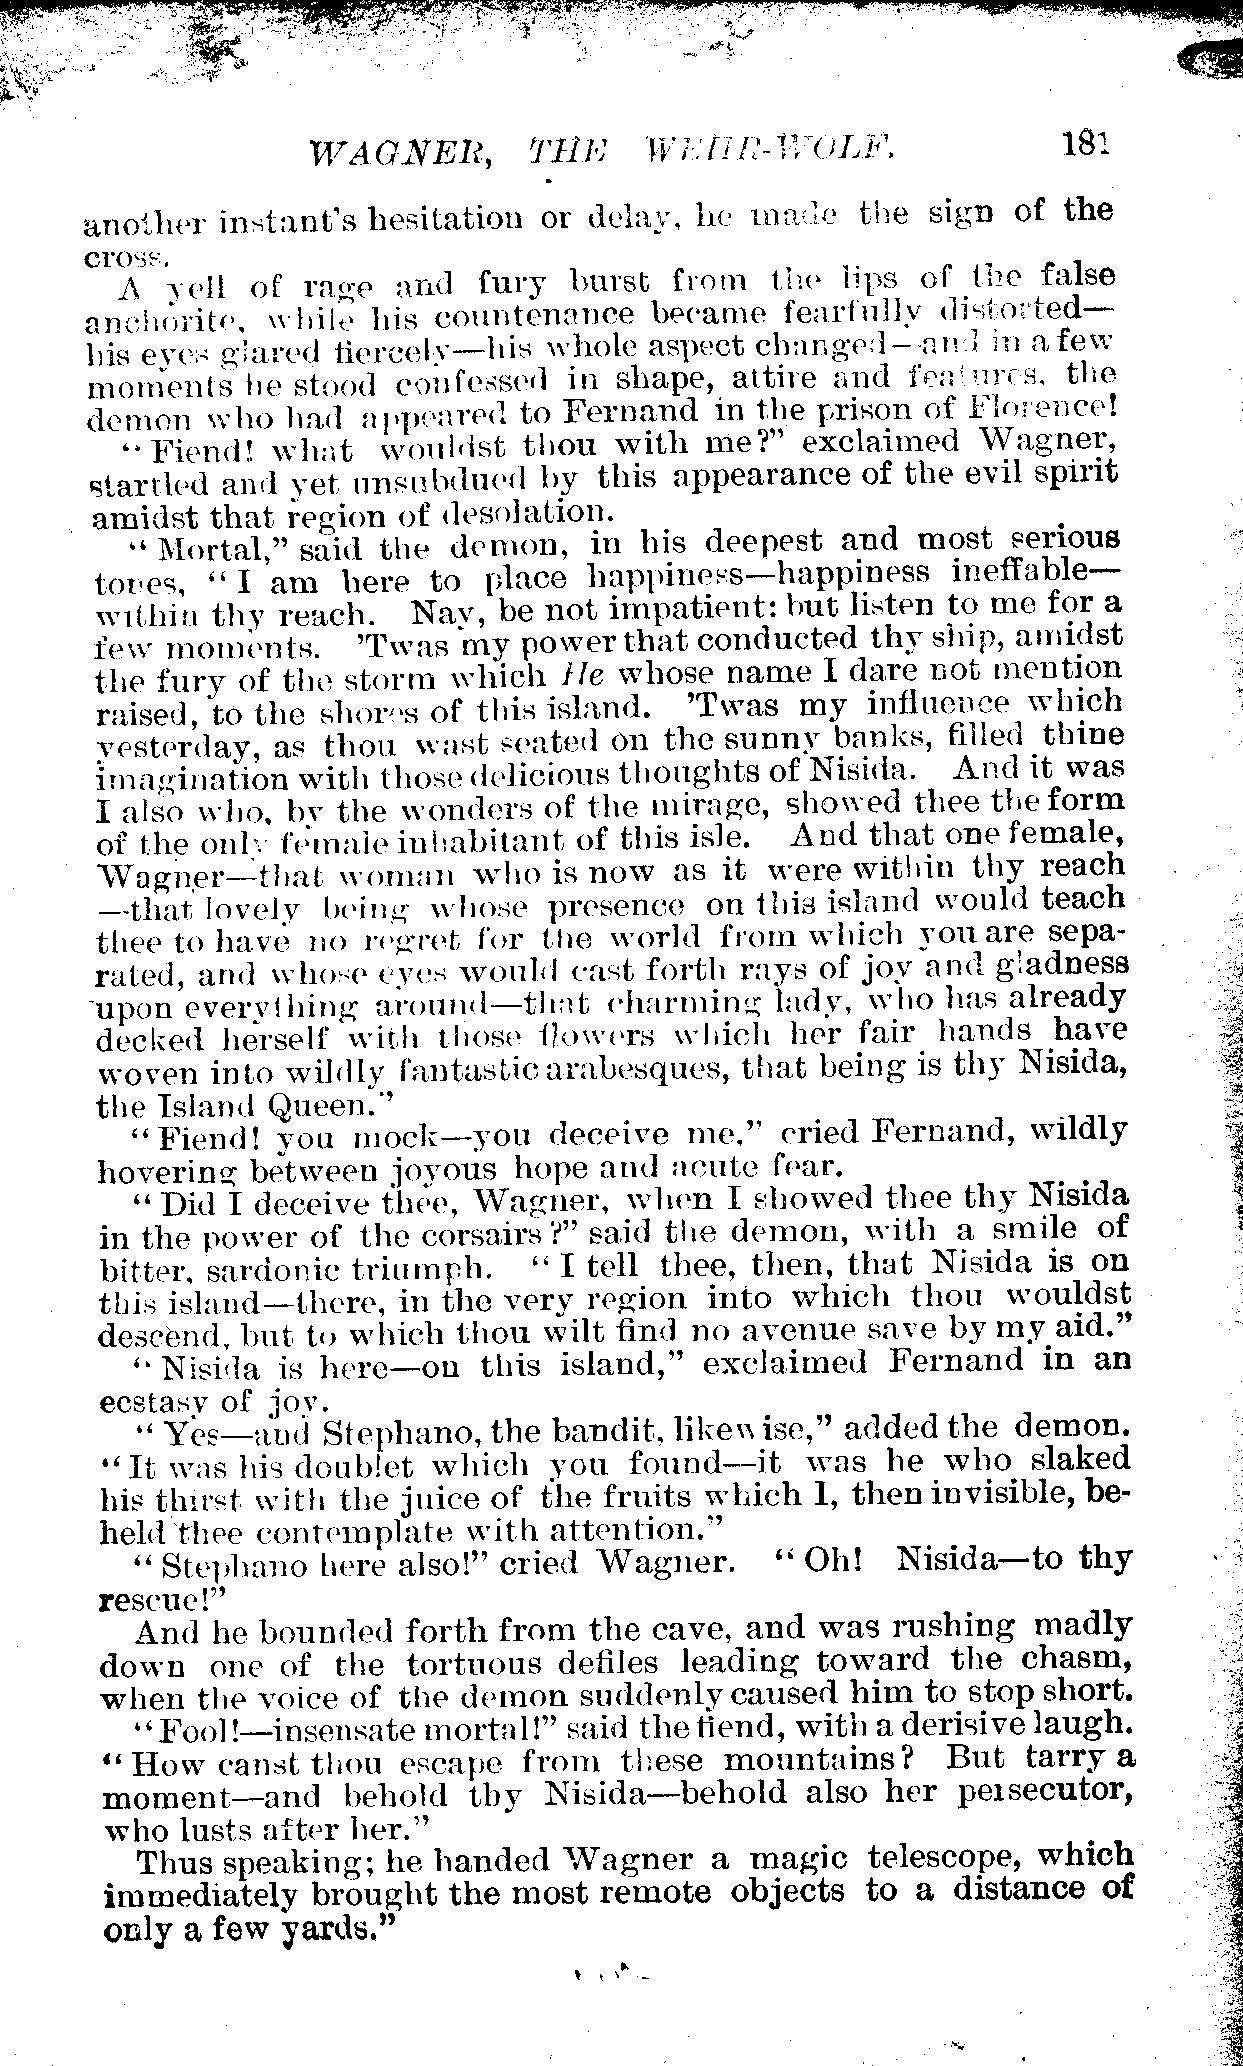 WAGNER, THE WEHR-WOLF. 181
another instant's hesitation or delay, he made the sign of the
cross.
A yell of rage and fury burst from the lips of the false
anchorite, while his countenance became fearfully distorted—
his eyes glared fiercely—his whole aspect changed—and in a few
moments he stood confessed in shape, attire and features, the
demon who had appeared to Fernand in the prison of Florence!
"Fiend! what wouldst thou with me?" exclaimed Wagner,
startled and yet unsubdued by this appearance of the evil spirit
amidst that region of desolation.
"Mortal," said the demon, in his deepest and most serious
tones, "I am here to place happiness—happiness ineffable—
within thy reach. Nay, be not impatient: but listen to me for a
few moments. 'Twas my power that conducted thy ship, amidst
the fury of the storm which He whose name I dare not mention
raised, to the shores of this island. 'Twas my influence which
yesterday, as thou wast seated on the sunny banks, filled thine
imagination with those delicious thoughts of Nisida. And it was
I also who, by the wonders of the mirage, showed thee the form
of the only female inhabitant of this isle. And that one female,
Wagner—that woman who is now as it were within thy reach
—that lovely being whose presence on this island would teach
thee to have no regret for the world from which you are sepa-
rated, and whose eyes would cast forth rays of joy and gladness
upon everything around—that charming lady, who has already
decked herself with those flowers which her fair hands have
woven into wildly fantastic arabesques, that being is thy Nisida,
the Island Queen."
"Fiend! you mock—you deceive me," cried Fernand, wildly
hovering between joyous hope and acute fear.
"Did I deceive thee, Wagner, when I showed thee thy Nisida
in the power of the corsairs?" said the demon, with a smile of
bitter, sardonic triumph. "I tell thee, then, that Nisida is on
this island—there, in the very region into which thou wouldst
descend, but to which thou wilt find no avenue save by my aid."
"Nisida is here—on this island," exclaimed Fernand in an
ecstasy of joy.
"Yes—and Stephano, the bandit, likewise," added the demon.
"It was his doublet which you found—it was he who slaked
his thirst with the juice of the fruits which I, then invisible, be-
held thee contemplate with attention."
"Stephano here also!" cried Wagner. "Oh! Nisida—to thy
rescue!"
And he bounded forth from the cave, and was rushing madly
down one of the tortuous defiles leading toward the chasm,
when the voice of the demon suddenly caused him to stop short.
"Fool!—insensate mortal!" said the fiend, with a derisive laugh.
"How canst thou escape from these mountains? But tarry a
moment—and behold thy Nisida—behold also her persecutor,
who lusts after her."
Thus speaking; he handed Wagner a magic telescope, which
immediately brought the most remote objects to a distance of
only a few yards."